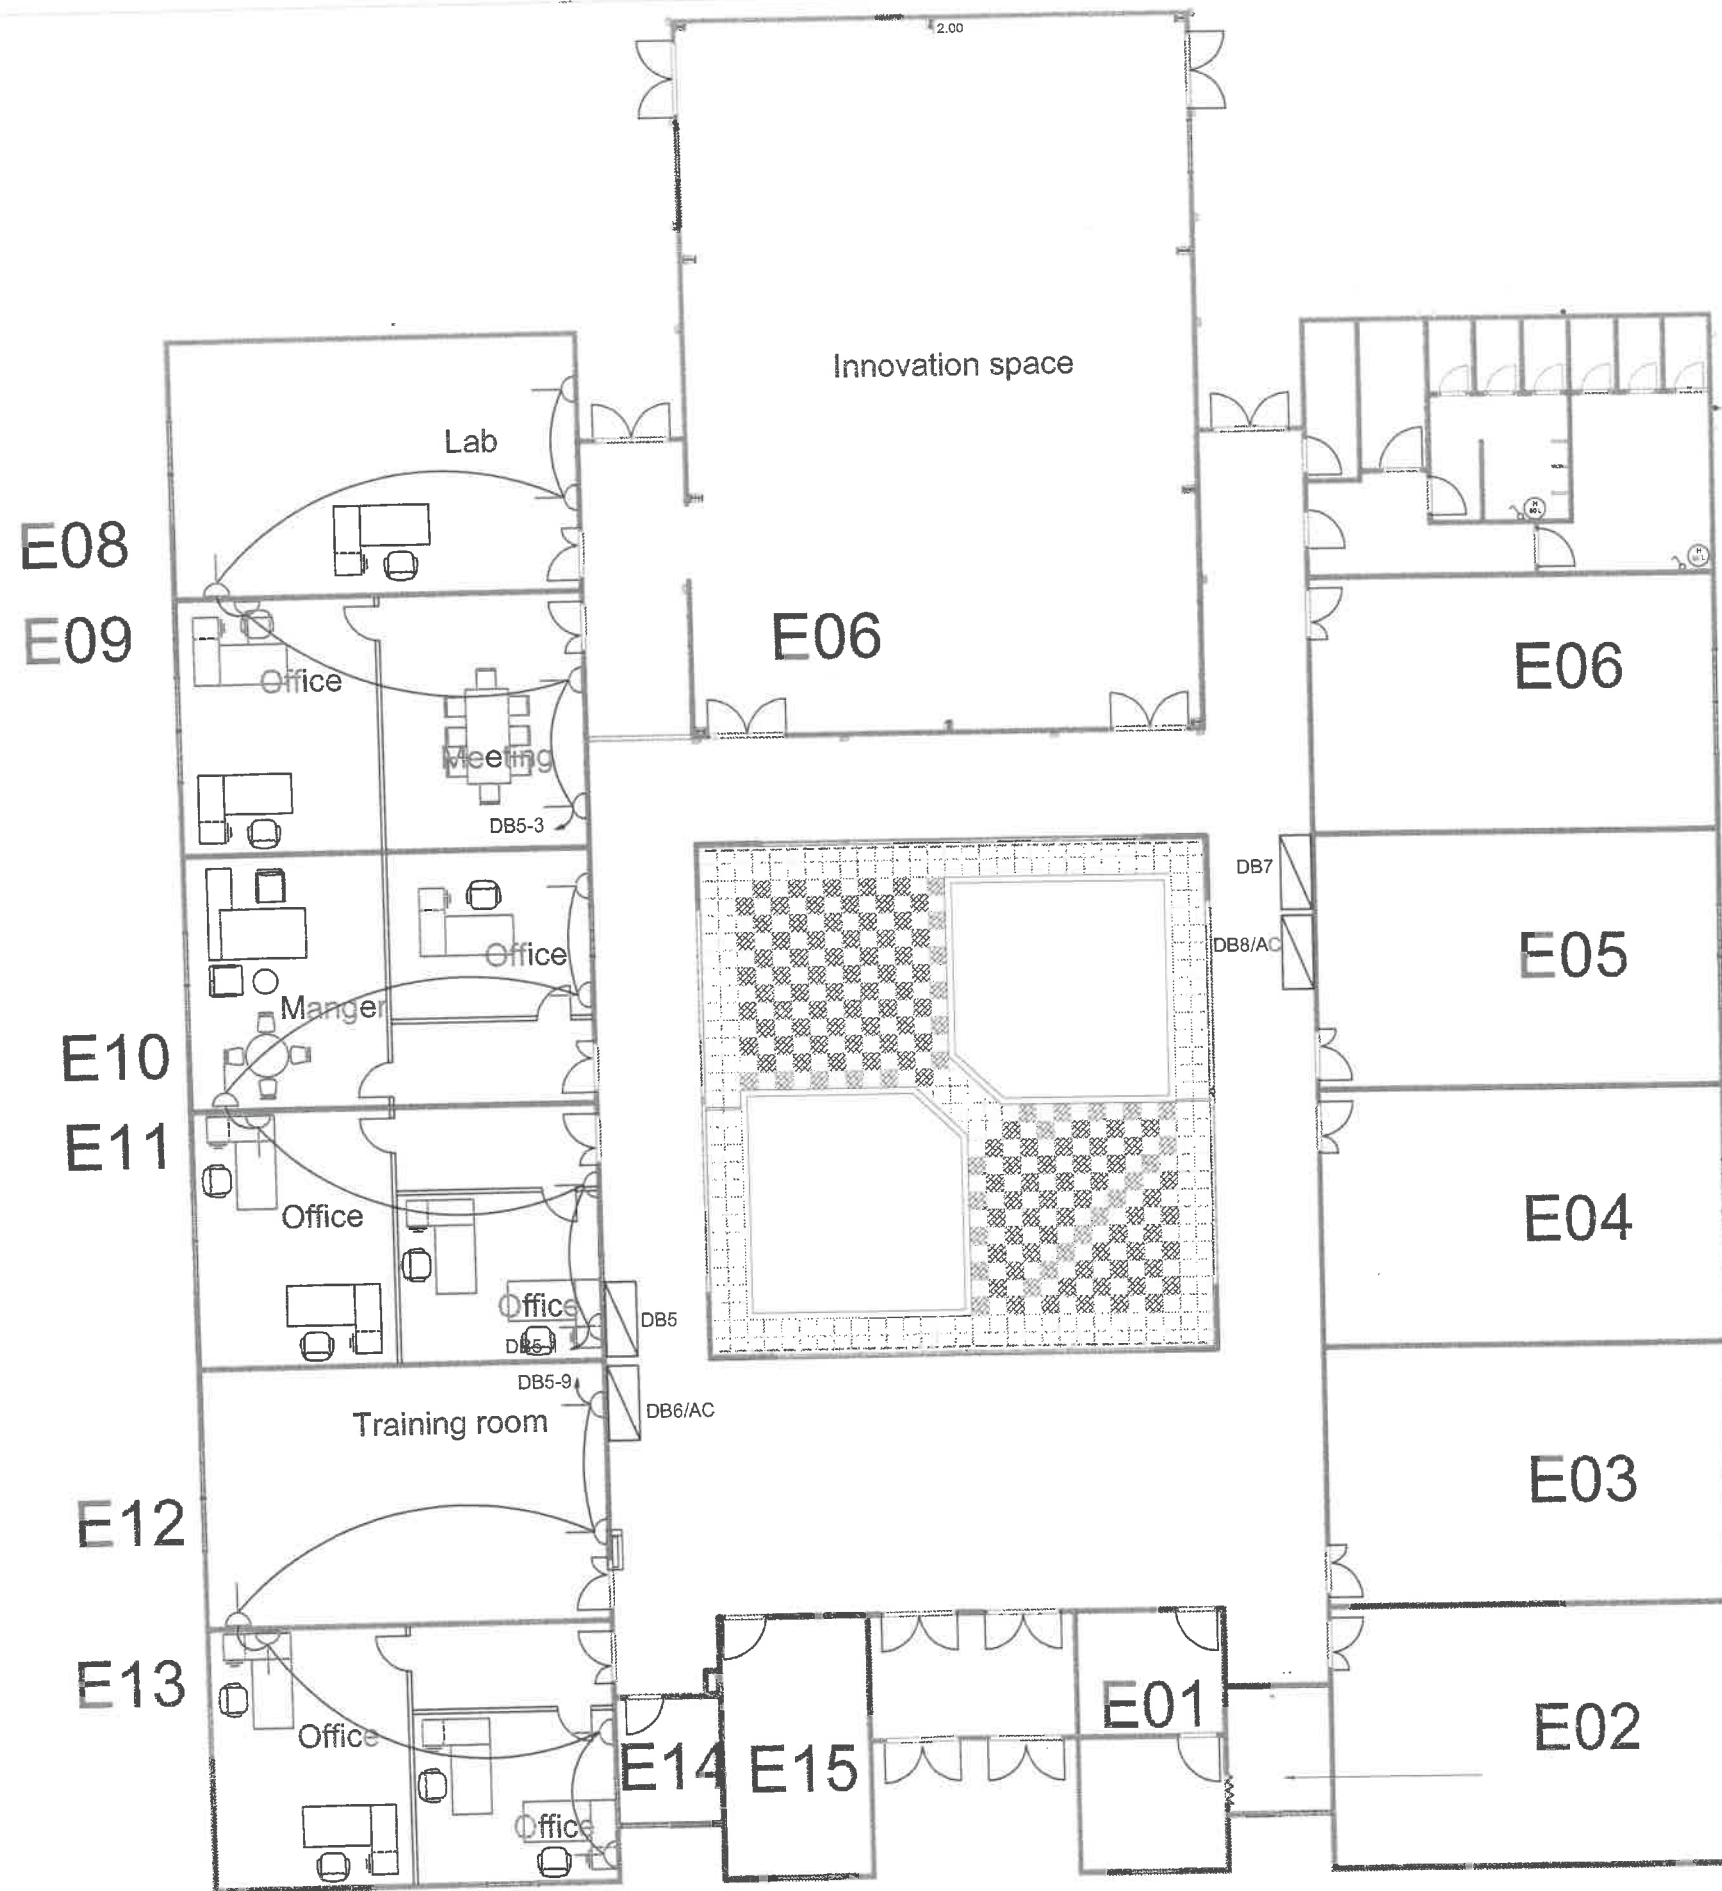 2.00
Innovation space
Lab
E08
E09
Office
E06
E06
Meeting
DB5-3
DB7
DB8/AC
E05
Office
Manger
E10
E11
Office
E04
Office
DB5
DB5-9
DB6/AC
Training room
E03
E12
E13
Office
E01
E02
E14
E15
Office
H
80 L
H